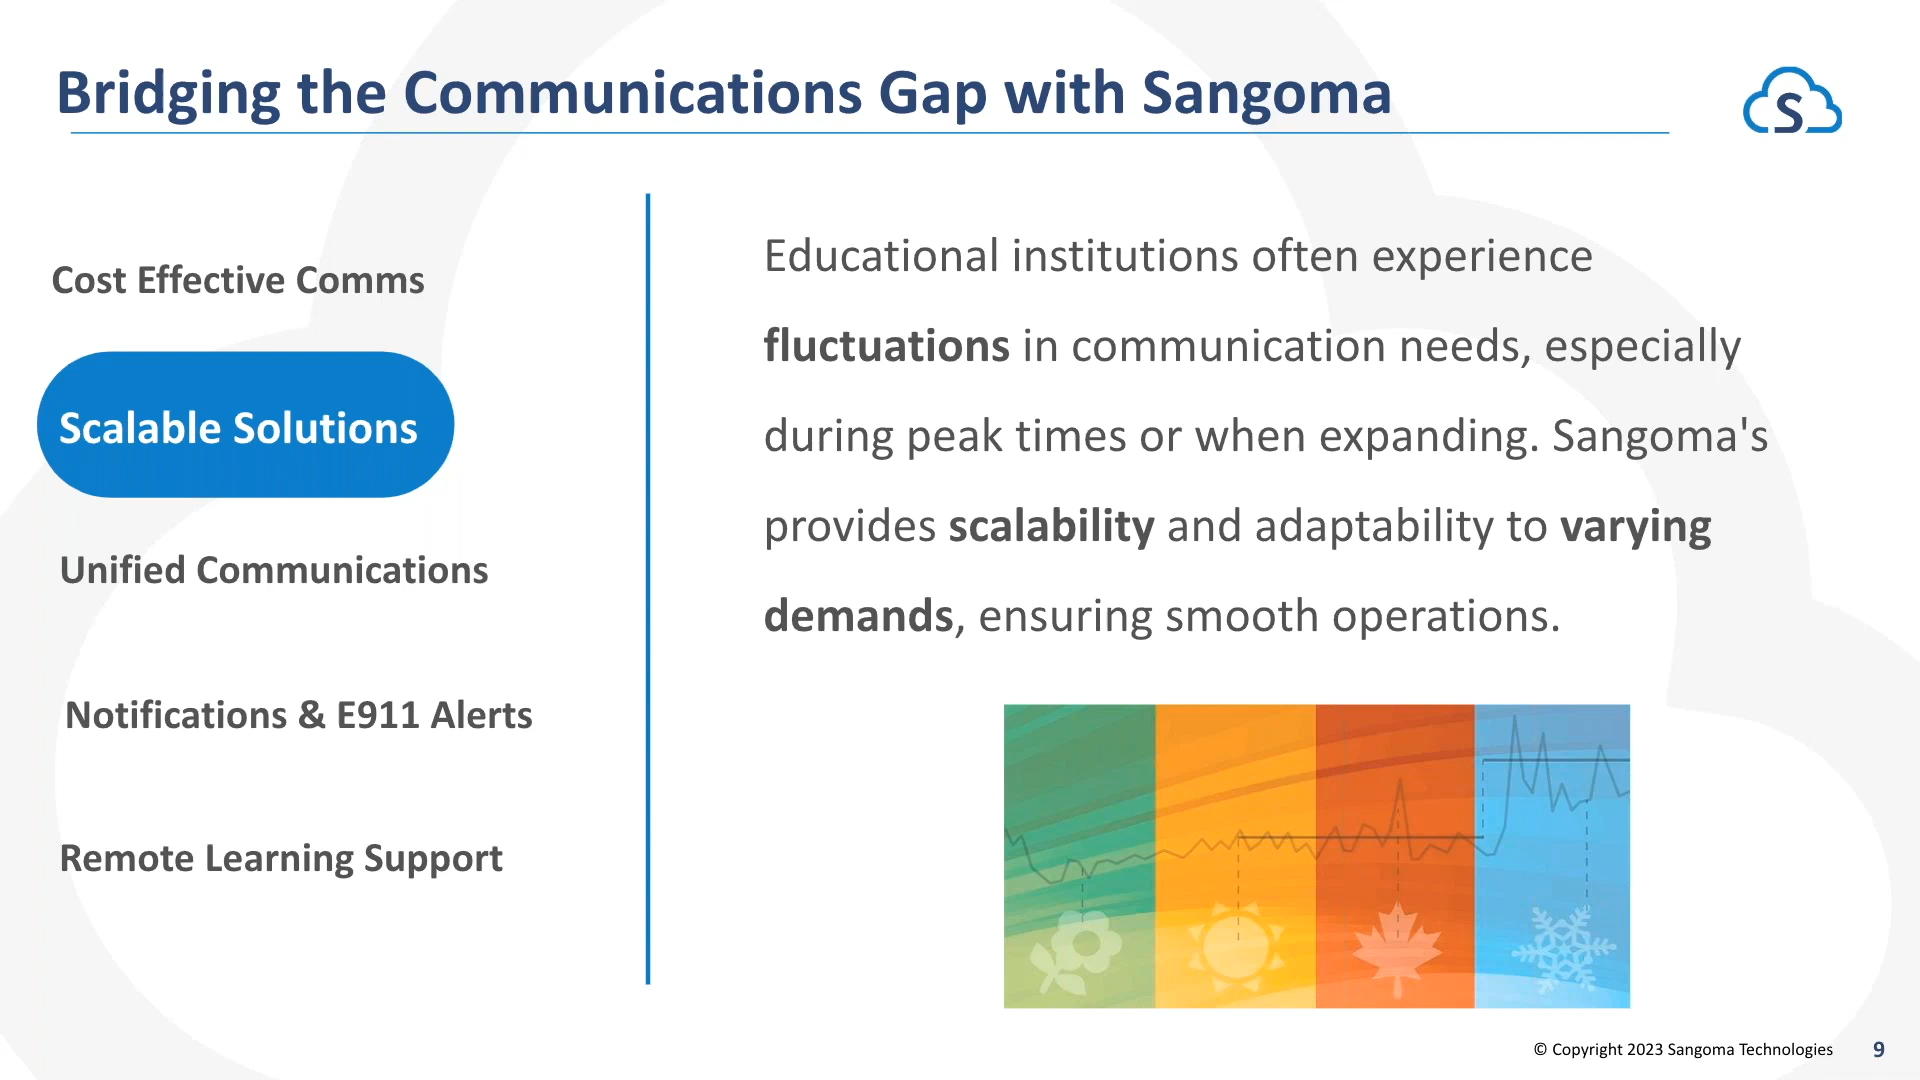 Bridging the Communications Gap with Sangoma
S
Cost Effective Comms
Scalable Solutions
Unified Communications
Notifications & E911 Alerts
Remote Learning Support
Educational institutions often experience
fluctuations in communication needs, especially
during peak times or when expanding. Sangoma's
provides scalability and adaptability to varying
demands, ensuring smooth operations.
© Copyright 2023 Sangoma Technologies
9